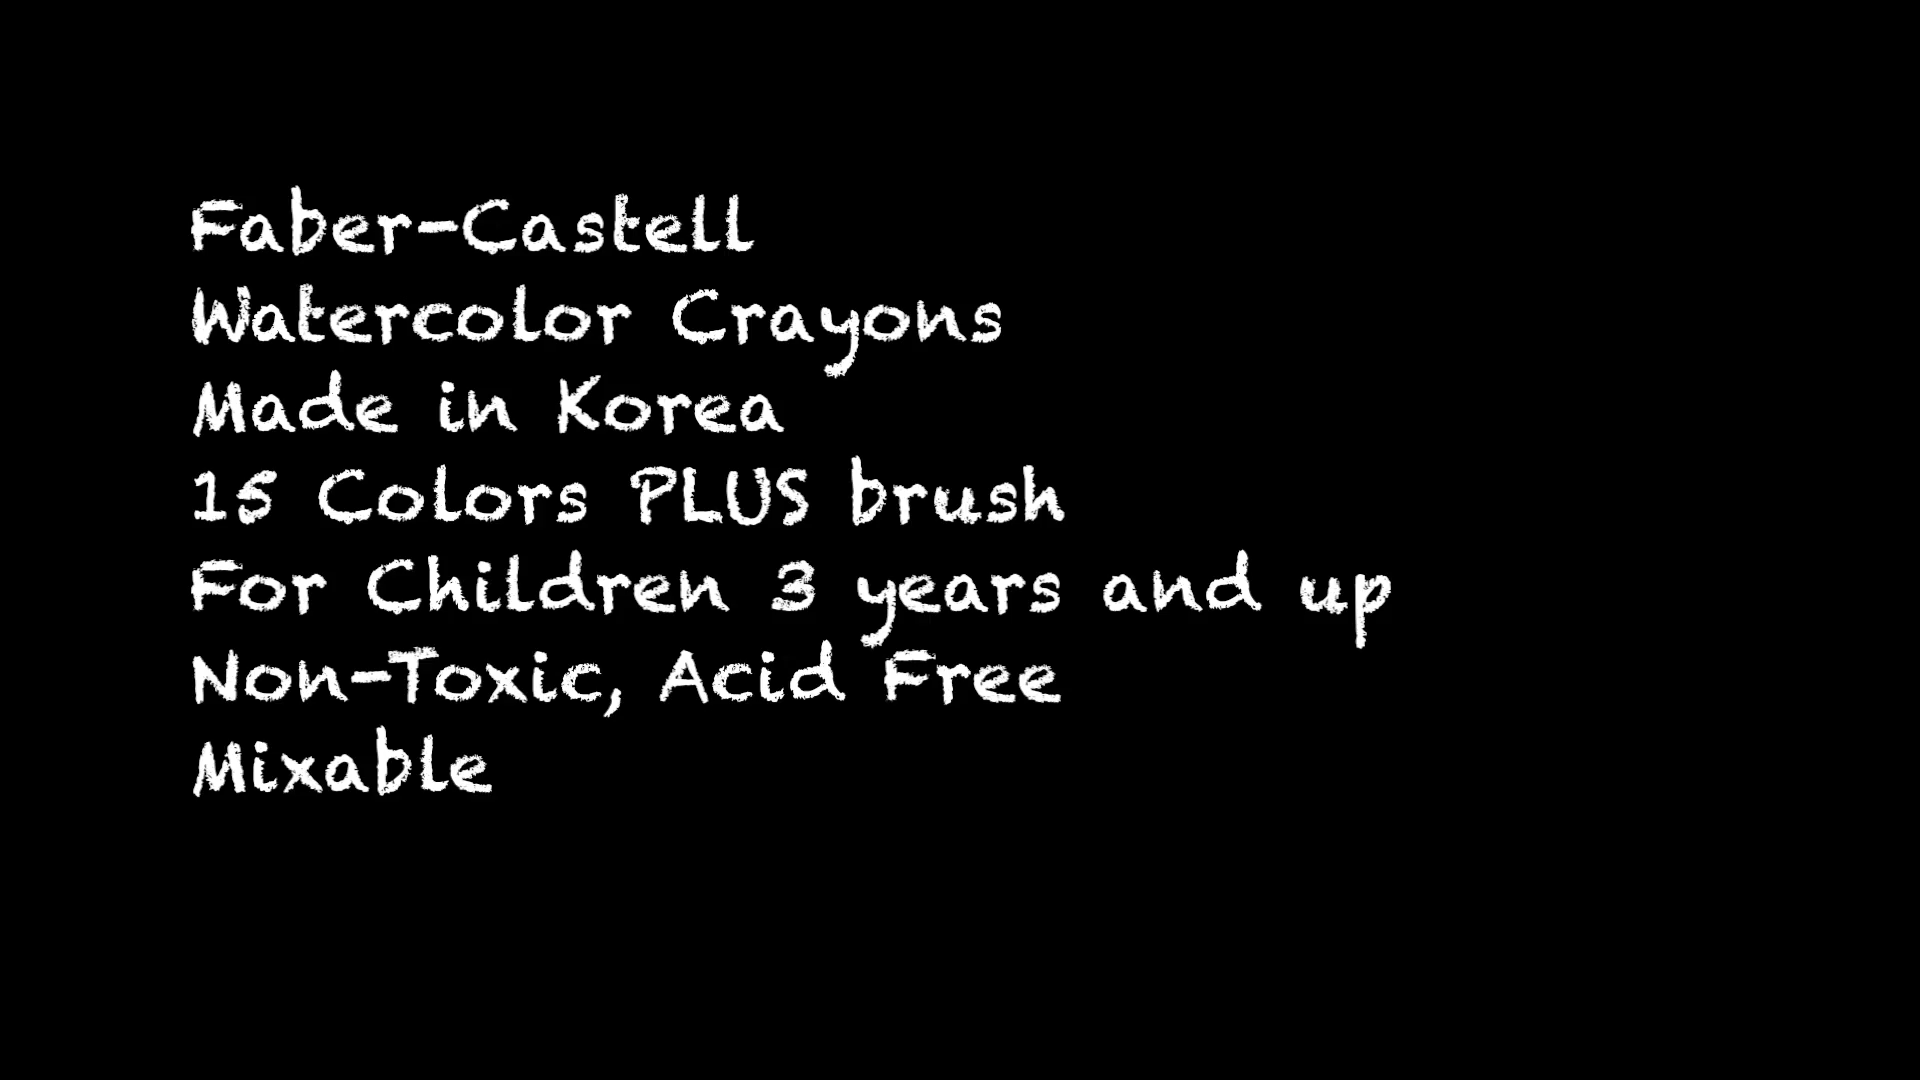 Faber-Castell
Watercolor Crayons
Made in Korea
15 Colors PLUS brush
For Children 3 years and up
Non-Toxic, Acid Free
Mixable